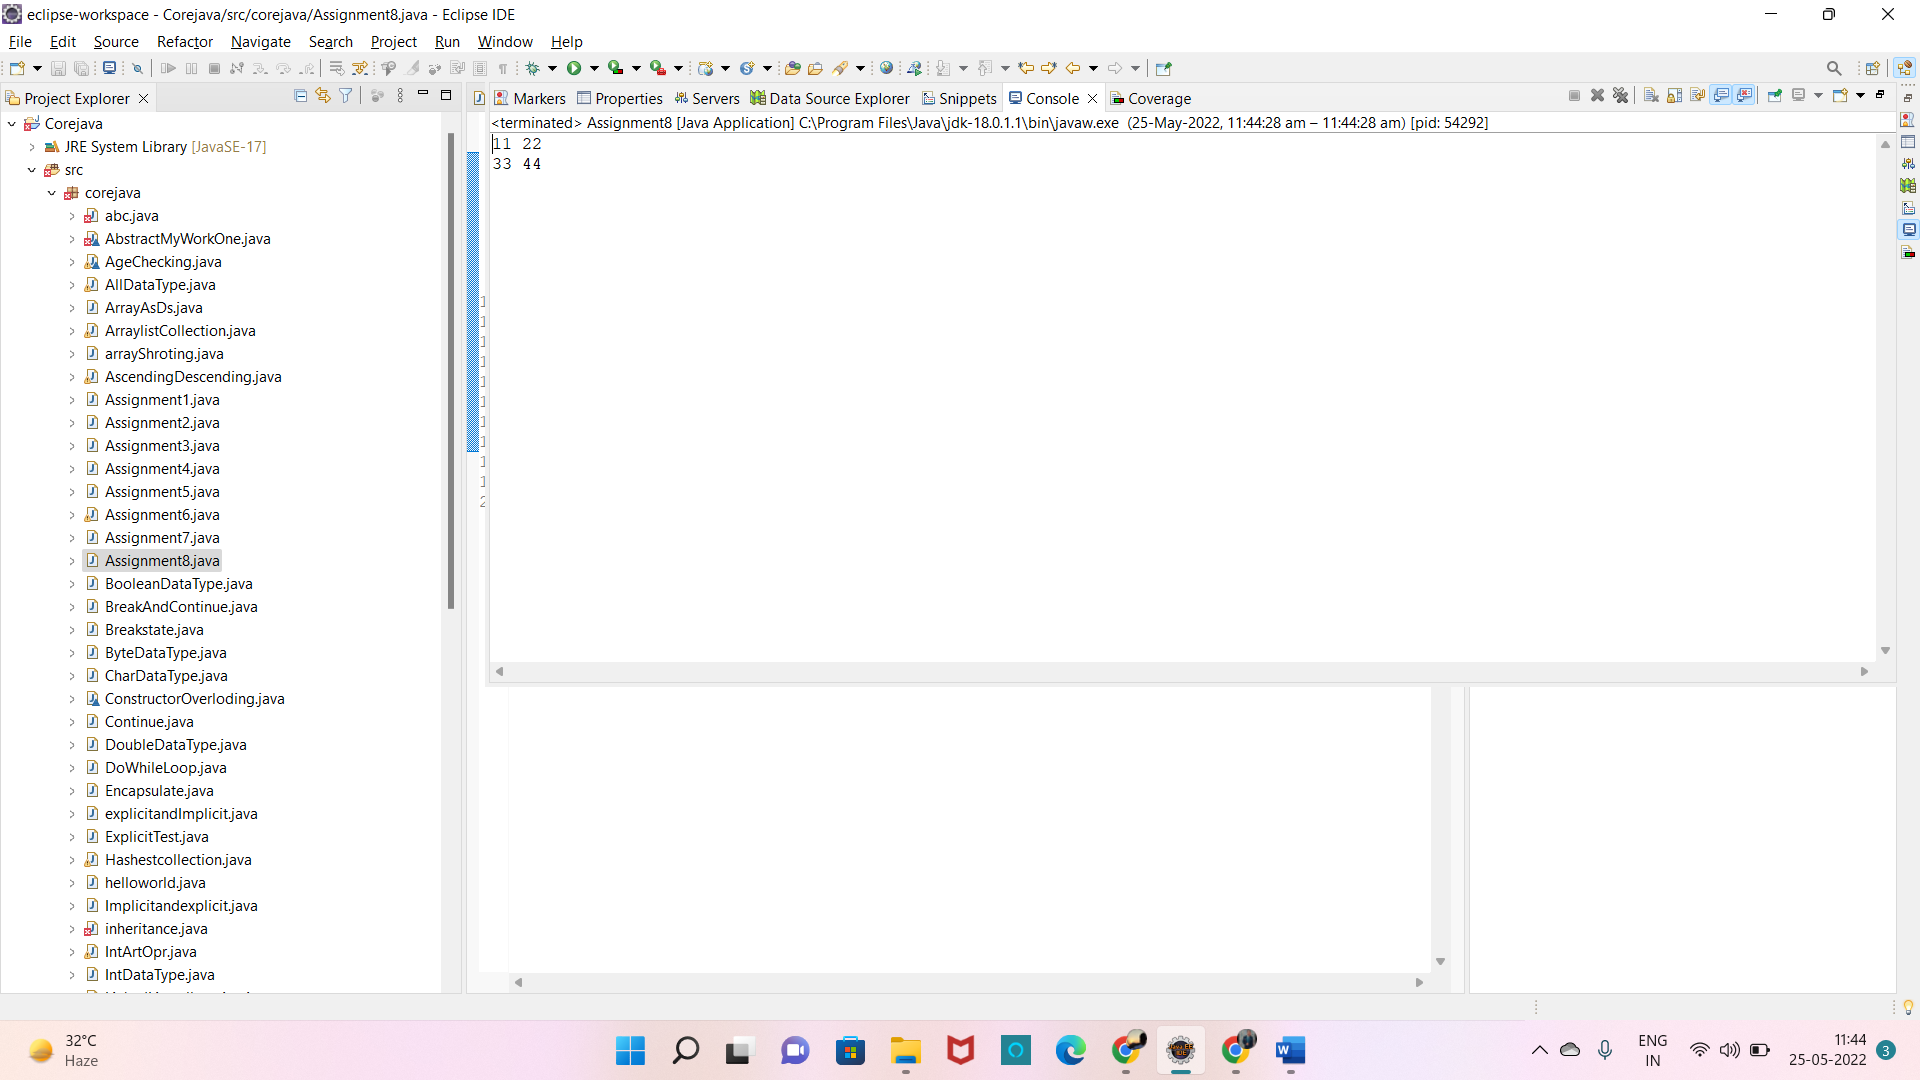 eclipse-workspace - Corejava/src/corejava/Assignment8.java - Eclipse IDE
File Edit Source Refactor Navigate Search Project Run Window Help
Project Explorer
Markers Properties Servers Data Source Explorer Snippets Console Coverage
<terminated> Assignment8 [Java Application] C:\Program Files\Java\jdk-18.0.1.1\bin\javaw.exe (25-May-2022, 11:44:28 am – 11:44:28 am) [pid: 54292]
11 22
33 44
Corejava
JRE System Library [JavaSE-17]
src
corejava
abc.java
AbstractMyWorkOne.java
AgeChecking.java
AllDataType.java
ArrayAsDs.java
ArraylistCollection.java
arrayShroting.java
AscendingDescending.java
Assignment1.java
Assignment2.java
Assignment3.java
Assignment4.java
Assignment5.java
Assignment6.java
Assignment7.java
Assignment8.java
BooleanDataType.java
BreakAndContinue.java
Breakstate.java
ByteDataType.java
CharDataType.java
ConstructorOverloding.java
Continue.java
DoubleDataType.java
DoWhileLoop.java
Encapsulate.java
explicitandImplicit.java
ExplicitTest.java
Hashestcollection.java
helloworld.java
Implicitandexplicit.java
inheritance.java
IntArtOpr.java
IntDataType.java
32°C
Haze
ENG
IN
11:44
25-05-2022
3